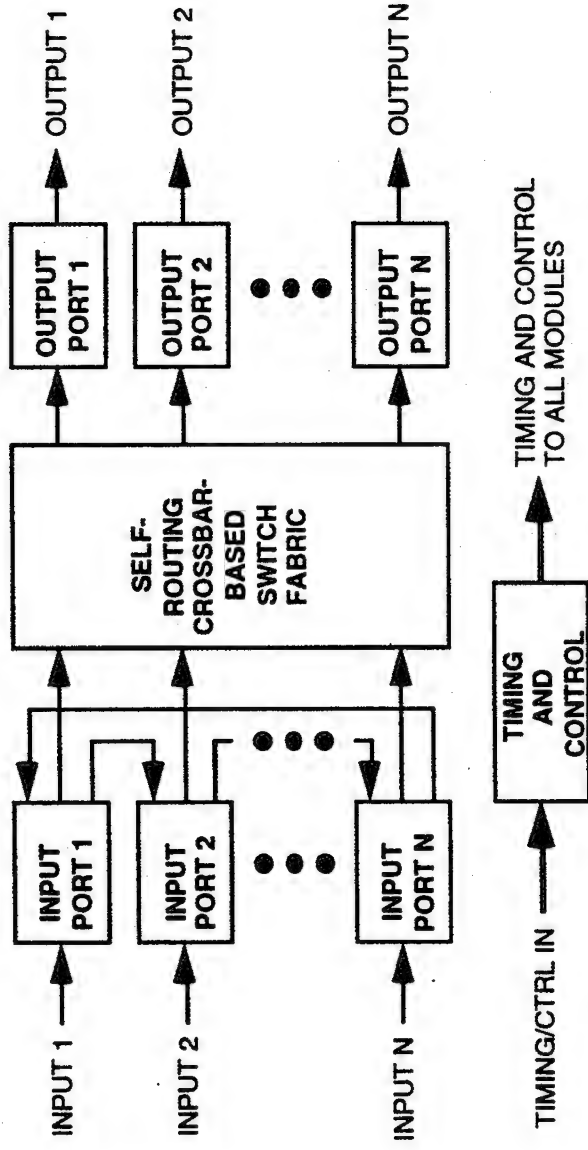 INPUT 1
INPUT
PORT 1
OUTPUT
PORT 1
OUTPUT 1
INPUT 2
INPUT
PORT 2
SELF-
ROUTING
CROSSBAR-
BASED
SWITCH
FABRIC
OUTPUT
PORT 2
OUTPUT 2
INPUT N
INPUT
PORT N
OUTPUT
PORT N
OUTPUT N
TIMING/CTRL IN
TIMING
AND
CONTROL
TIMING AND CONTROL
TO ALL MODULES